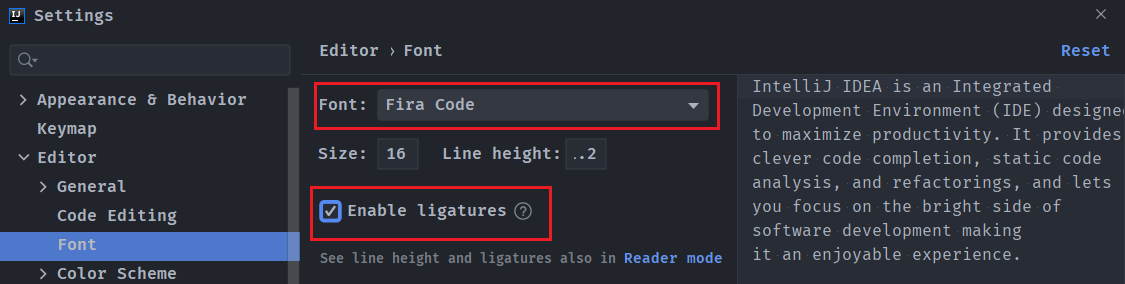 Settings
Appearance & Behavior
Keymap
Editor
General
Code Editing
Font
Color Scheme
Editor › Font
Reset
Font: Fira Code
Size: 16 Line height: ..2
Enable ligatures ?
See line height and ligatures also in Reader mode
IntelliJ IDEA is an Integrated
Development Environment (IDE) designed
to maximize productivity. It provides
clever code completion, static code
analysis, and refactorings, and lets
you focus on the bright side of
software development making
it an enjoyable experience.